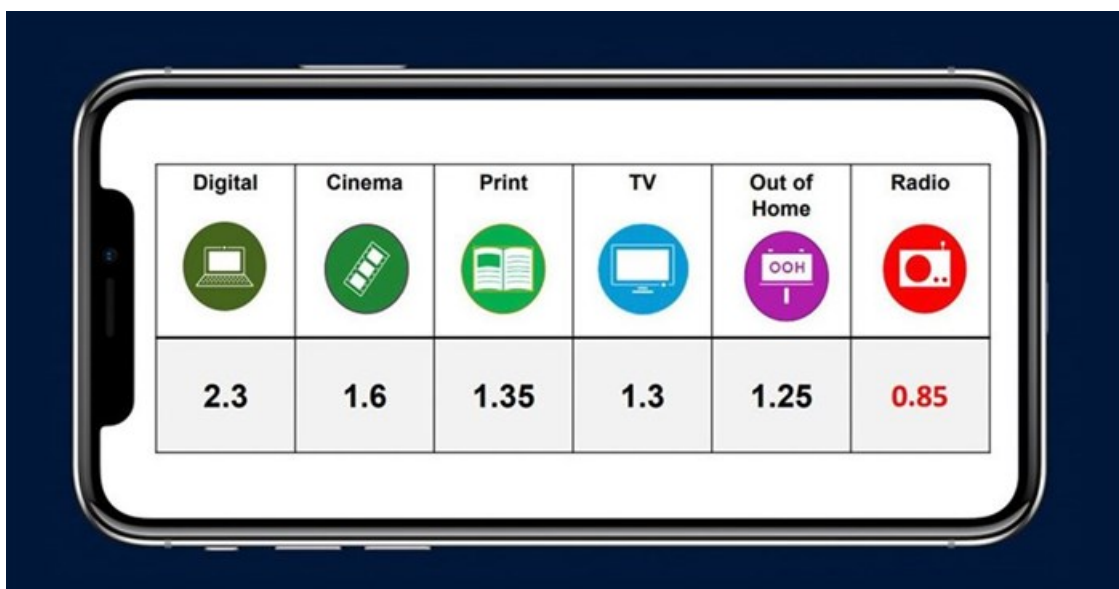 Digital
Cinema
Print
TV
Out of
Home
Radio
OOH
2.3
1.6
1.35
1.3
1.25
0.85